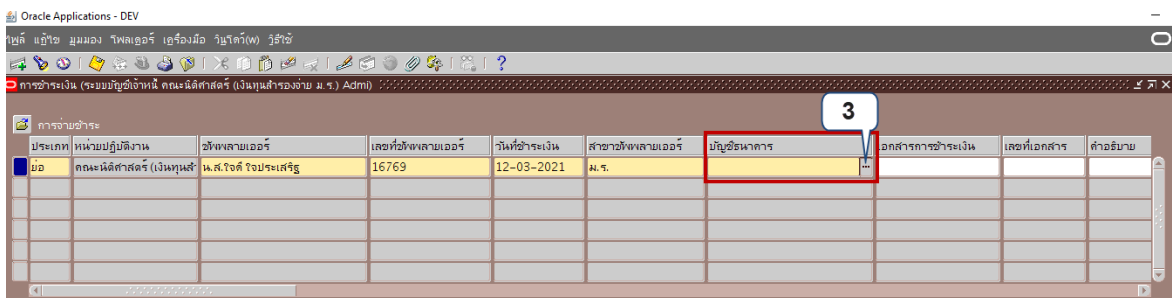 Oracle Applications - DEV
ไฟล์ แก้ไข มุมมอง โฟลเดอร์ เครื่องมือ วินโดว์(w) วิธีใช้
การชำระเงิน (ระบบบัญชีเจ้าหนี้ คณะนิติศาสตร์ (เงินทุนสำรองจ่าย ม.ร.) Admi)
3
การจ่ายชำระ
ประเภท หน่วยปฏิบัติงาน ซัพพลายเออร์ เลขที่ซัพพลายเออร์ วันที่ชำระเงิน สาขาซัพพลายเออร์ บัญชีธนาคาร เอกสารการชำระเงิน เลขที่เอกสาร คำอธิบาย
ย่อ คณะนิติศาสตร์ (เงินทุนสำ น.ส.ใจดี ใจประเสริฐ 16769 12-03-2021 ม.ร.